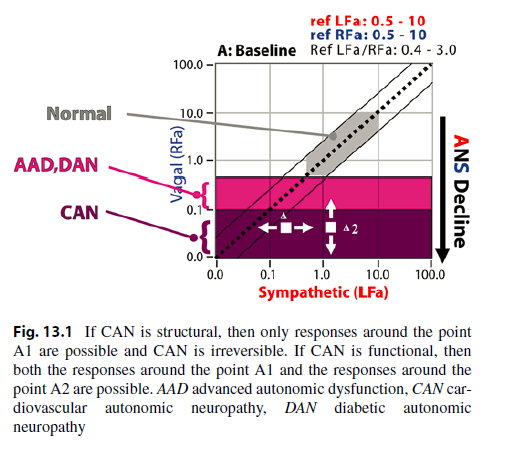 ref LFa: 0.5 - 10
ref RFa: 0.5 - 10
A: Baseline Ref LFa/RFa: 0.4 - 3.0
100.0
Normal
10.0
Vagal (RFa)
1.0
AAD,DAN
0.1
CAN
A
A 2
0.0
0.0 0.1 1.0 10.0 100.0
Sympathetic (LFa)
ANS Decline
Fig. 13.1 If CAN is structural, then only responses around the point
A1 are possible and CAN is irreversible. If CAN is functional, then
both the responses around the point A1 and the responses around the
point A2 are possible. AAD advanced autonomic dysfunction, CAN car-
diovascular autonomic neuropathy, DAN diabetic autonomic
neuropathy